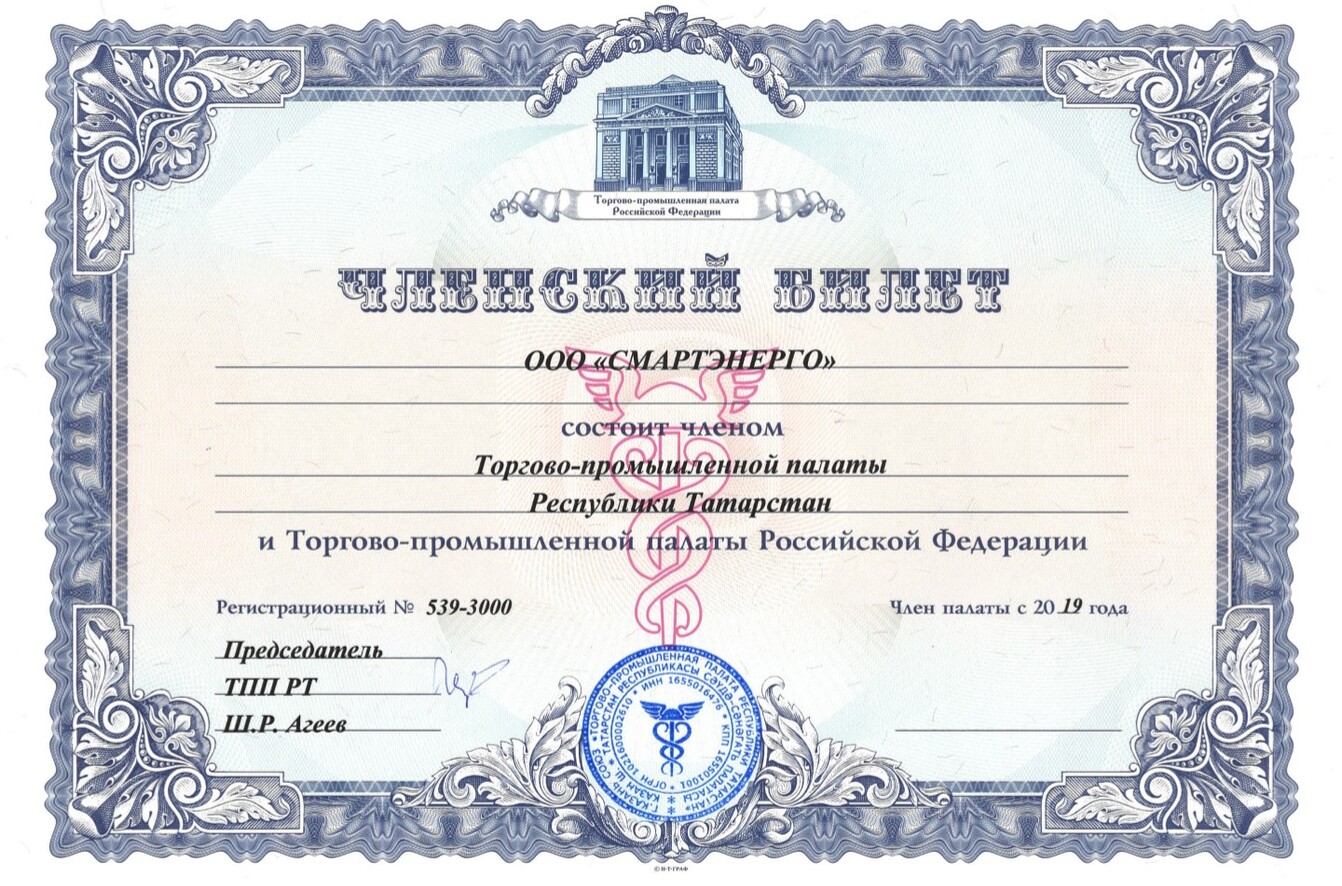 Торгово-промышленная палата
Российской Федерации
ЧЛЕНСКИЙ БИЛЕТ
ООО «СМАРТЭНЕРГО»
состоит членом
Торгово-промышленной палаты
Республики Татарстан
и Торгово-промышленной палаты Российской Федерации
Регистрационный № 539-3000
Член палаты с 2019 года
Председатель
ТПП РТ
Ш.Р. Агеев
ТОРГОВО-ПРОМЫШЛЕННАЯ ПАЛАТА РЕСПУБЛИКИ ТАТАРСТАН
ТАТАРСТАН РЕСПУБЛИКАСЫ СӘҮДӘ-СӘНӘГАТЬ ПАЛАТАСЫ
ИНН 1655016476 * КПП 165501001 * ОГРН 1021600002610
Г.КАЗАНЬ СОЮЗ
© Н-Т-ГРАФ